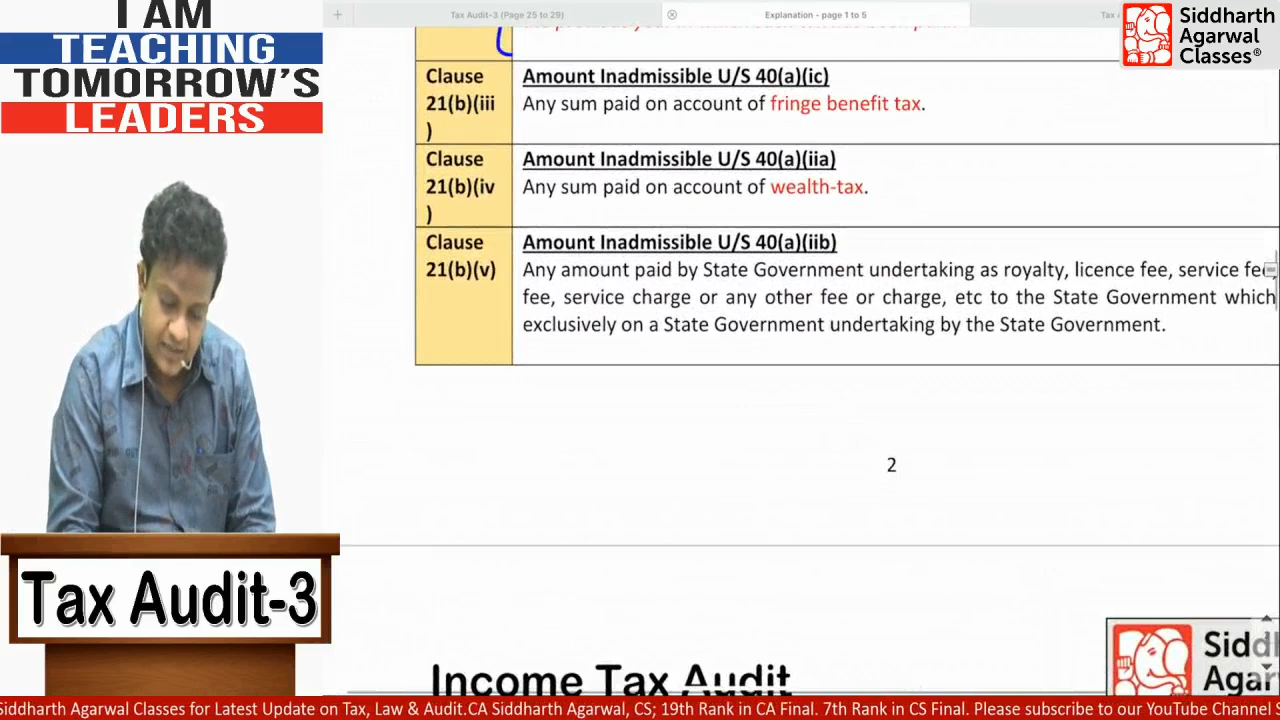 I AM
TEACHING
TOMORROW'S
LEADERS
Tax Audit-3 (Page 25 to 29)
Explanation - page 1 to 5
Siddharth
Agarwal
Classes®
Clause
21(b)(iii
)
Amount Inadmissible U/S 40(a)(ic)
Any sum paid on account of fringe benefit tax.
Clause
21(b)(iv
)
Amount Inadmissible U/S 40(a)(iia)
Any sum paid on account of wealth-tax.
Clause
21(b)(v)
Amount Inadmissible U/S 40(a)(iib)
Any amount paid by State Government undertaking as royalty, licence fee, service fee,
fee, service charge or any other fee or charge, etc to the State Government which
exclusively on a State Government undertaking by the State Government.
2
Tax Audit-3
Income Tax Audit
Sidd
Agar
Siddharth Agarwal Classes for Latest Update on Tax, Law & Audit.CA Siddharth Agarwal, CS; 19th Rank in CA Final. 7th Rank in CS Final. Please subscribe to our YouTube Channel S